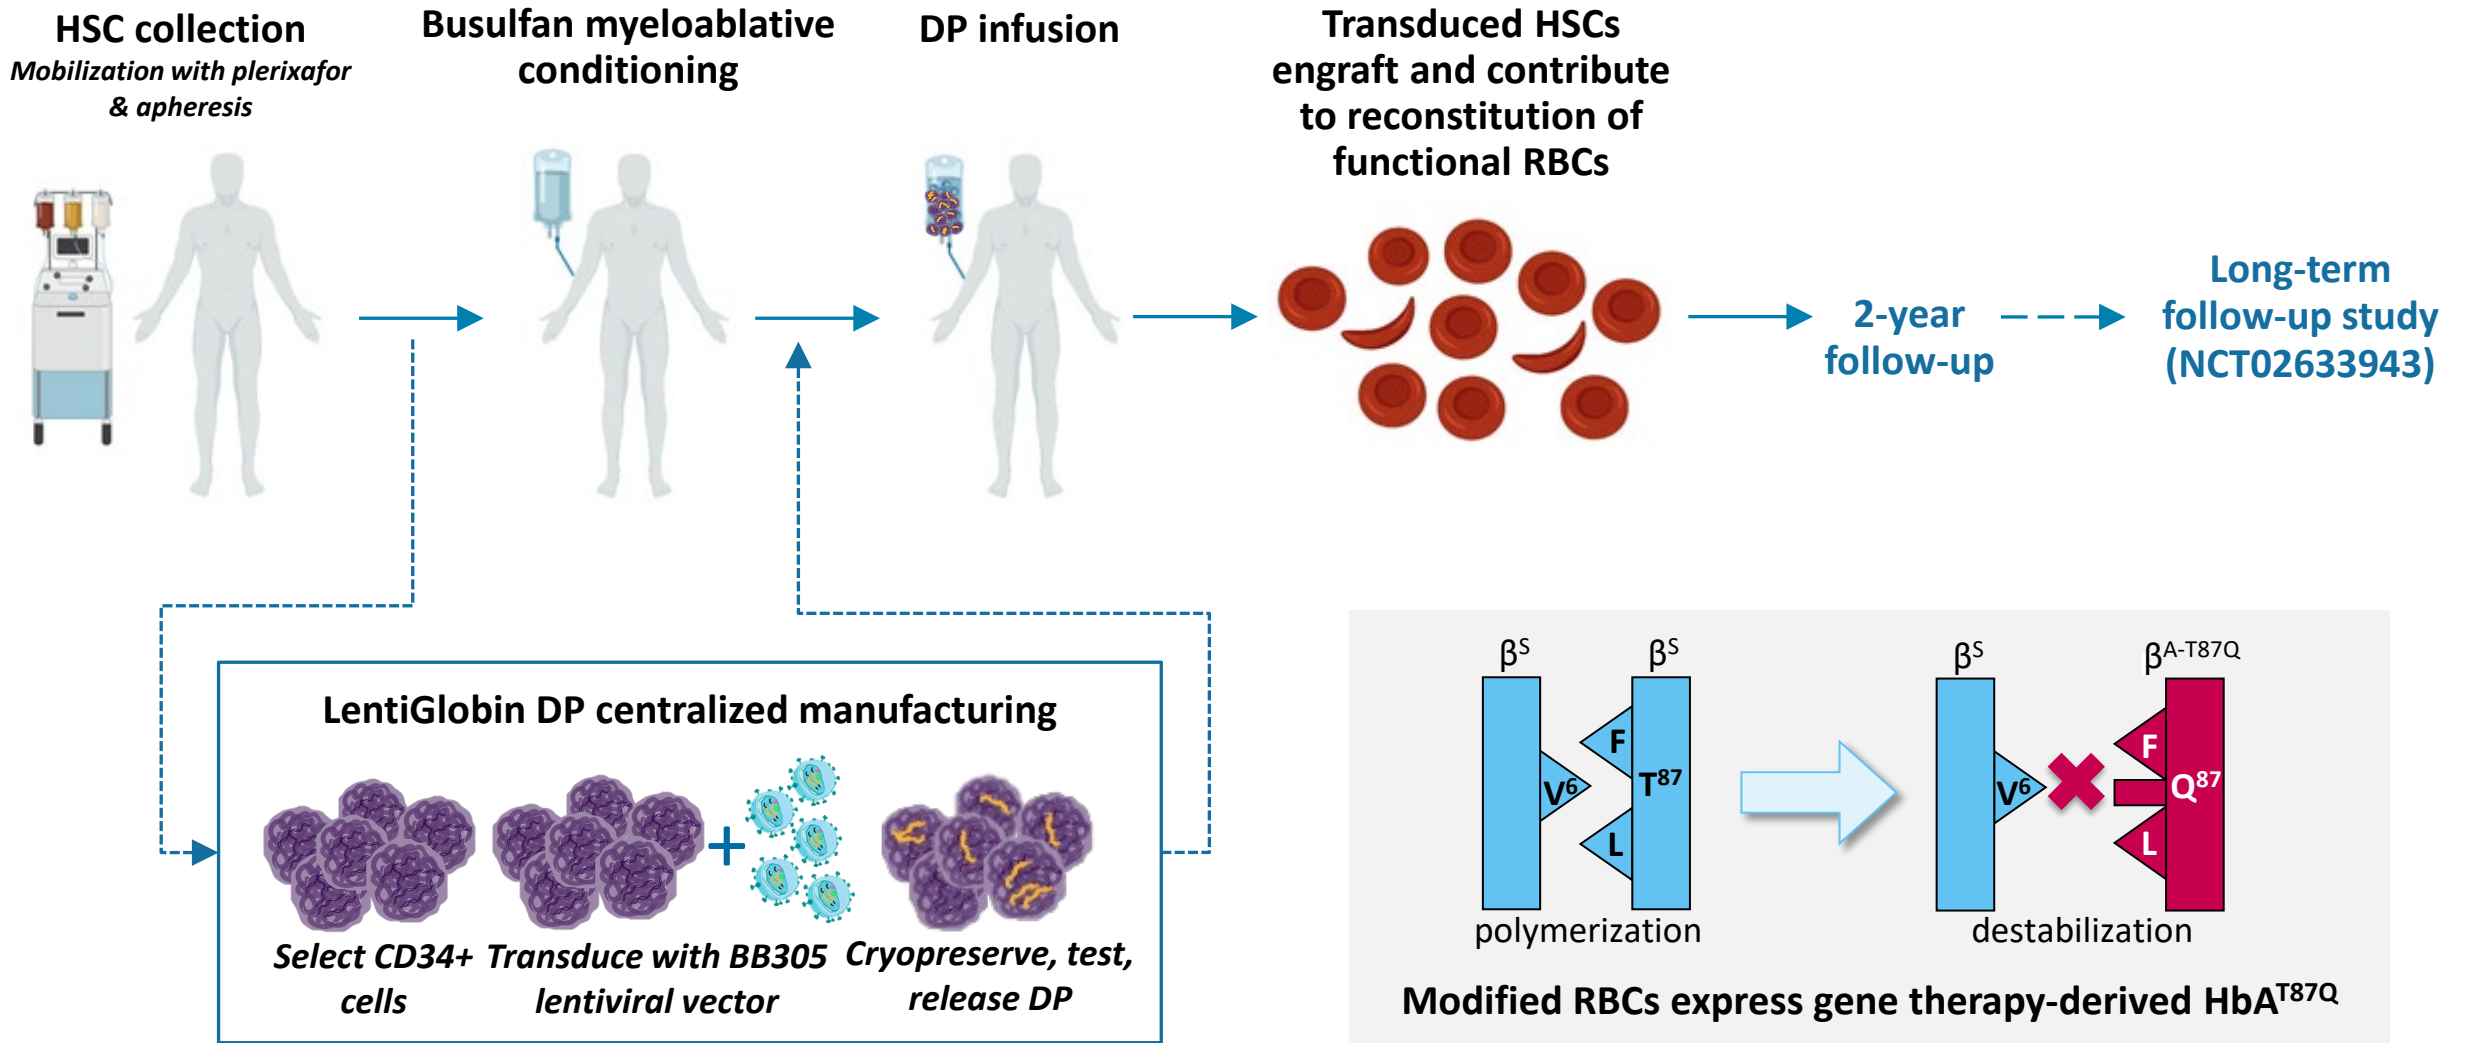 HSC collection
Mobilization with plerixafor
& apheresis
Busulfan myeloablative
conditioning
DP infusion
Transduced HSCs
engraft and contribute
to reconstitution of
functional RBCs
2-year
follow-up
Long-term
follow-up study
(NCT02633943)
LentiGlobin DP centralized manufacturing
Select CD34+
cells
Transduce with BB305
lentiviral vector
Cryopreserve, test,
release DP
βS βS
F
V6 T87
L
polymerization
βS βA-T87Q
F
V6 Q87
L
destabilization
Modified RBCs express gene therapy-derived HbAT87Q